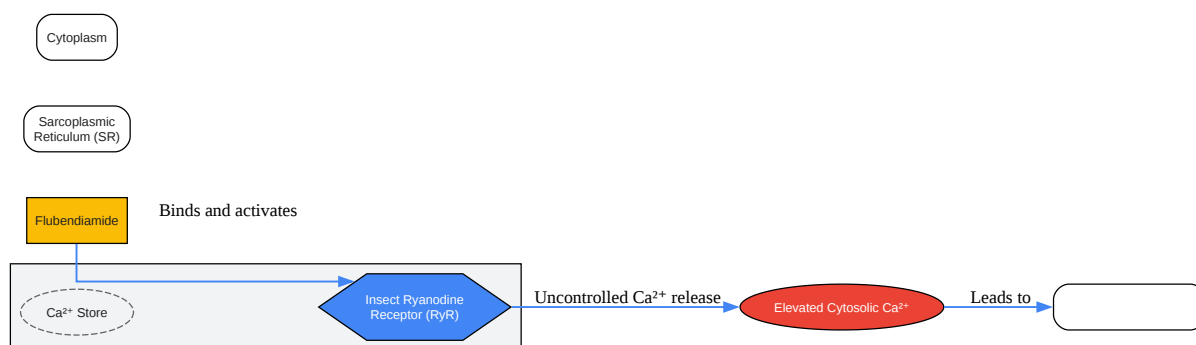 Cytoplasm
Sarcoplasmic
Reticulum (SR)
Flubendiamide
Binds and activates
Ca²⁺ Store
Insect Ryanodine
Receptor (RyR)
Uncontrolled Ca²⁺ release
Elevated Cytosolic Ca²⁺
Leads to